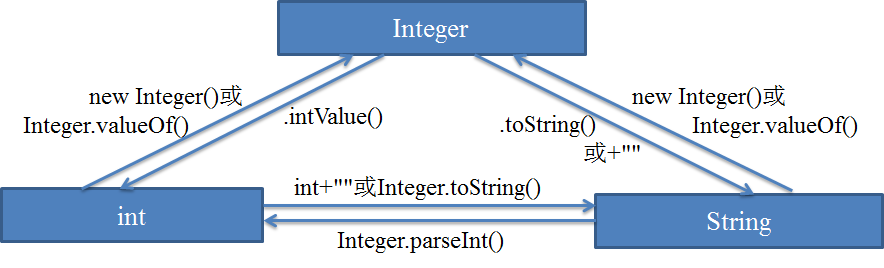 Integer
new Integer()或
Integer.valueOf()
.intValue()
.toString()
或+""
new Integer()或
Integer.valueOf()
int
int+""或Integer.toString()
Integer.parseInt()
String